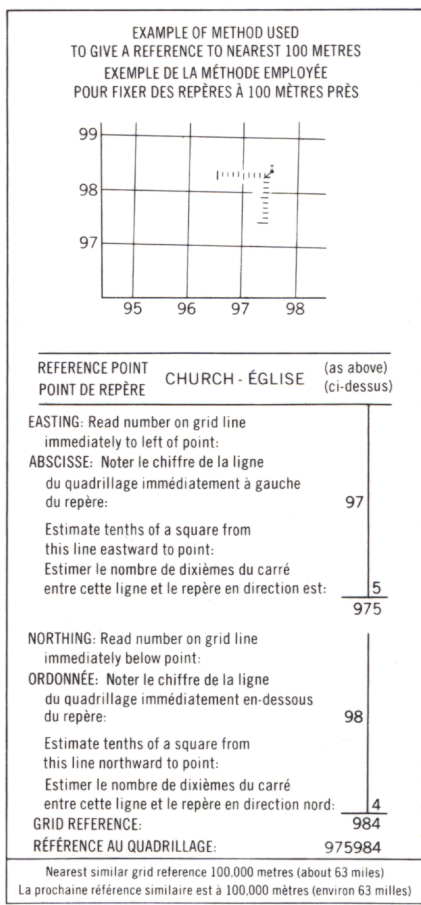 EXAMPLE OF METHOD USED
TO GIVE A REFERENCE TO NEAREST 100 METRES
EXEMPLE DE LA MÉTHODE EMPLOYÉE
POUR FIXER DES REPÈRES À 100 MÈTRES PRÈS
99
98
97
95 96 97 98
REFERENCE POINT
POINT DE REPÈRE
CHURCH - ÉGLISE
(as above)
(ci-dessus)
EASTING: Read number on grid line
immediately to left of point:
ABSCISSE: Noter le chiffre de la ligne
du quadrillage immédiatement à gauche
du repère: 97
Estimate tenths of a square from
this line eastward to point:
Estimer le nombre de dixièmes du carré
entre cette ligne et le repère en direction est: 5
975
NORTHING: Read number on grid line
immediately below point:
ORDONNÉE: Noter le chiffre de la ligne
du quadrillage immédiatement en-dessous
du repère: 98
Estimate tenths of a square from
this line northward to point:
Estimer le nombre de dixièmes du carré
entre cette ligne et le repère en direction nord: 4
GRID REFERENCE: 984
RÉFÉRENCE AU QUADRILLAGE: 975984
Nearest similar grid reference 100,000 metres (about 63 miles)
La prochaine référence similaire est à 100,000 mètres (environ 63 milles)